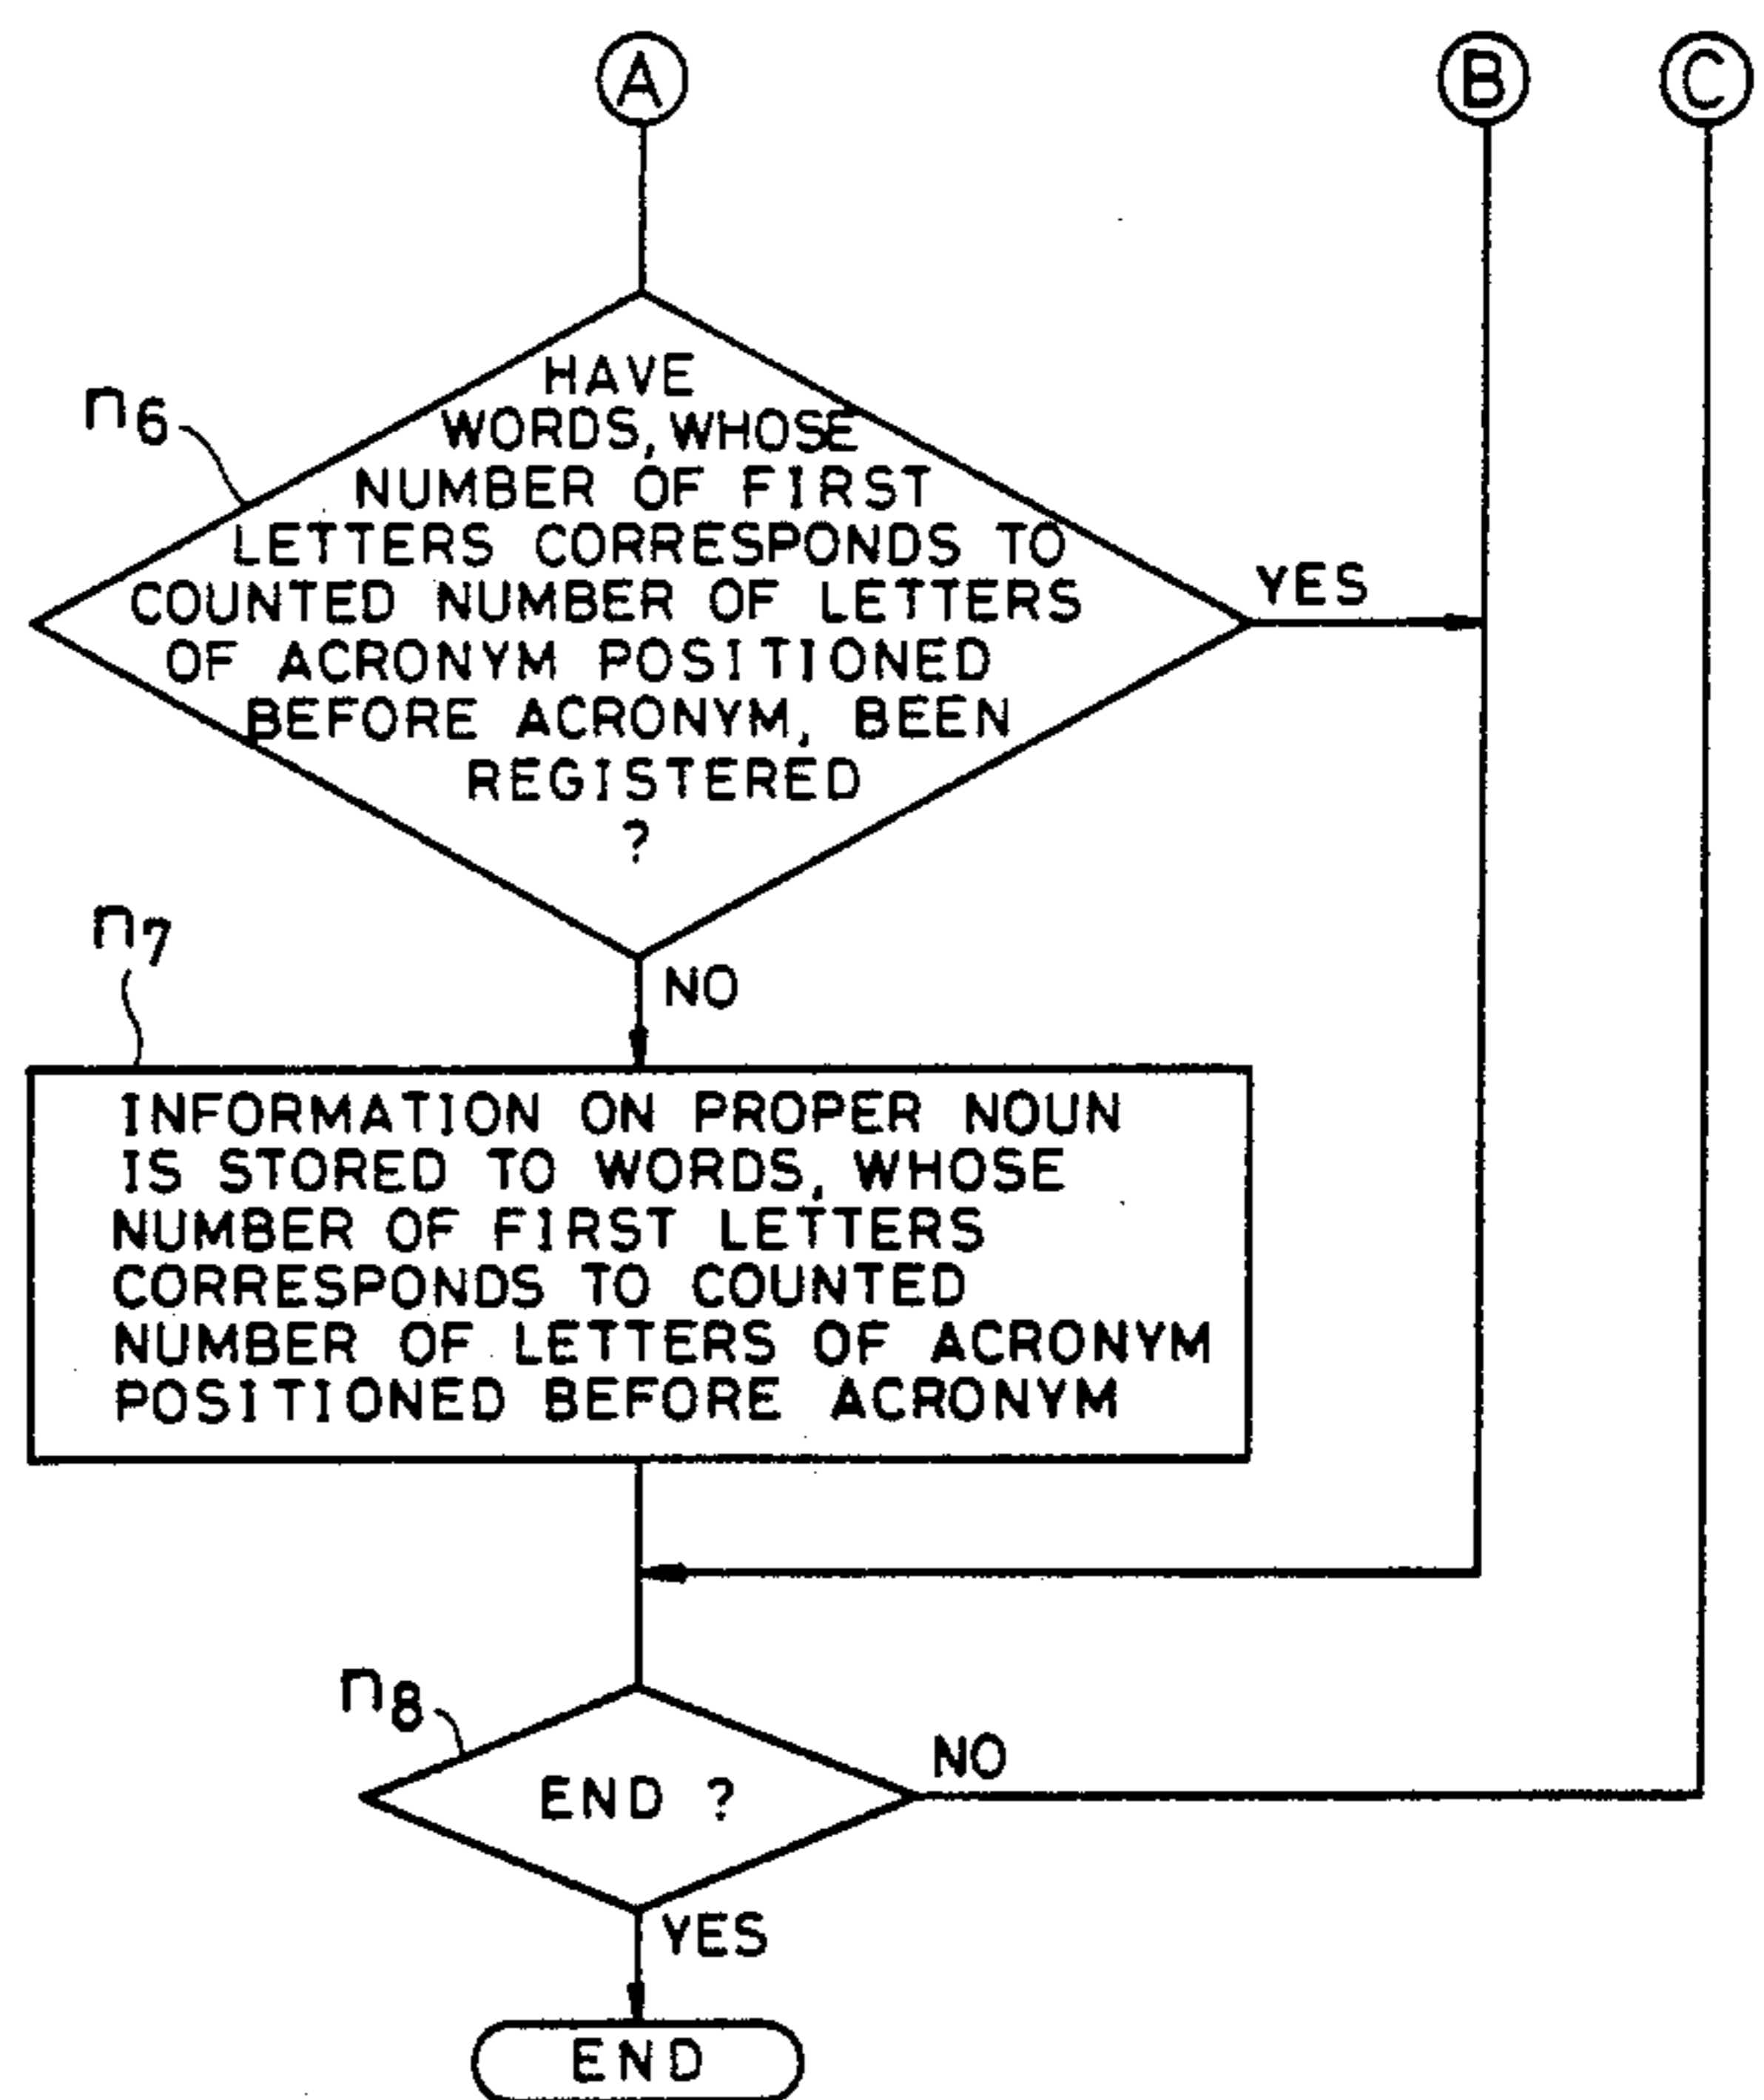 A
B
C
n6
HAVE
WORDS, WHOSE
NUMBER OF FIRST
LETTERS CORRESPONDS TO
COUNTED NUMBER OF LETTERS
OF ACRONYM POSITIONED
BEFORE ACRONYM, BEEN
REGISTERED
?
YES
NO
n7
INFORMATION ON PROPER NOUN
IS STORED TO WORDS, WHOSE
NUMBER OF FIRST LETTERS
CORRESPONDS TO COUNTED
NUMBER OF LETTERS OF ACRONYM
POSITIONED BEFORE ACRONYM
n8
END ?
NO
YES
END